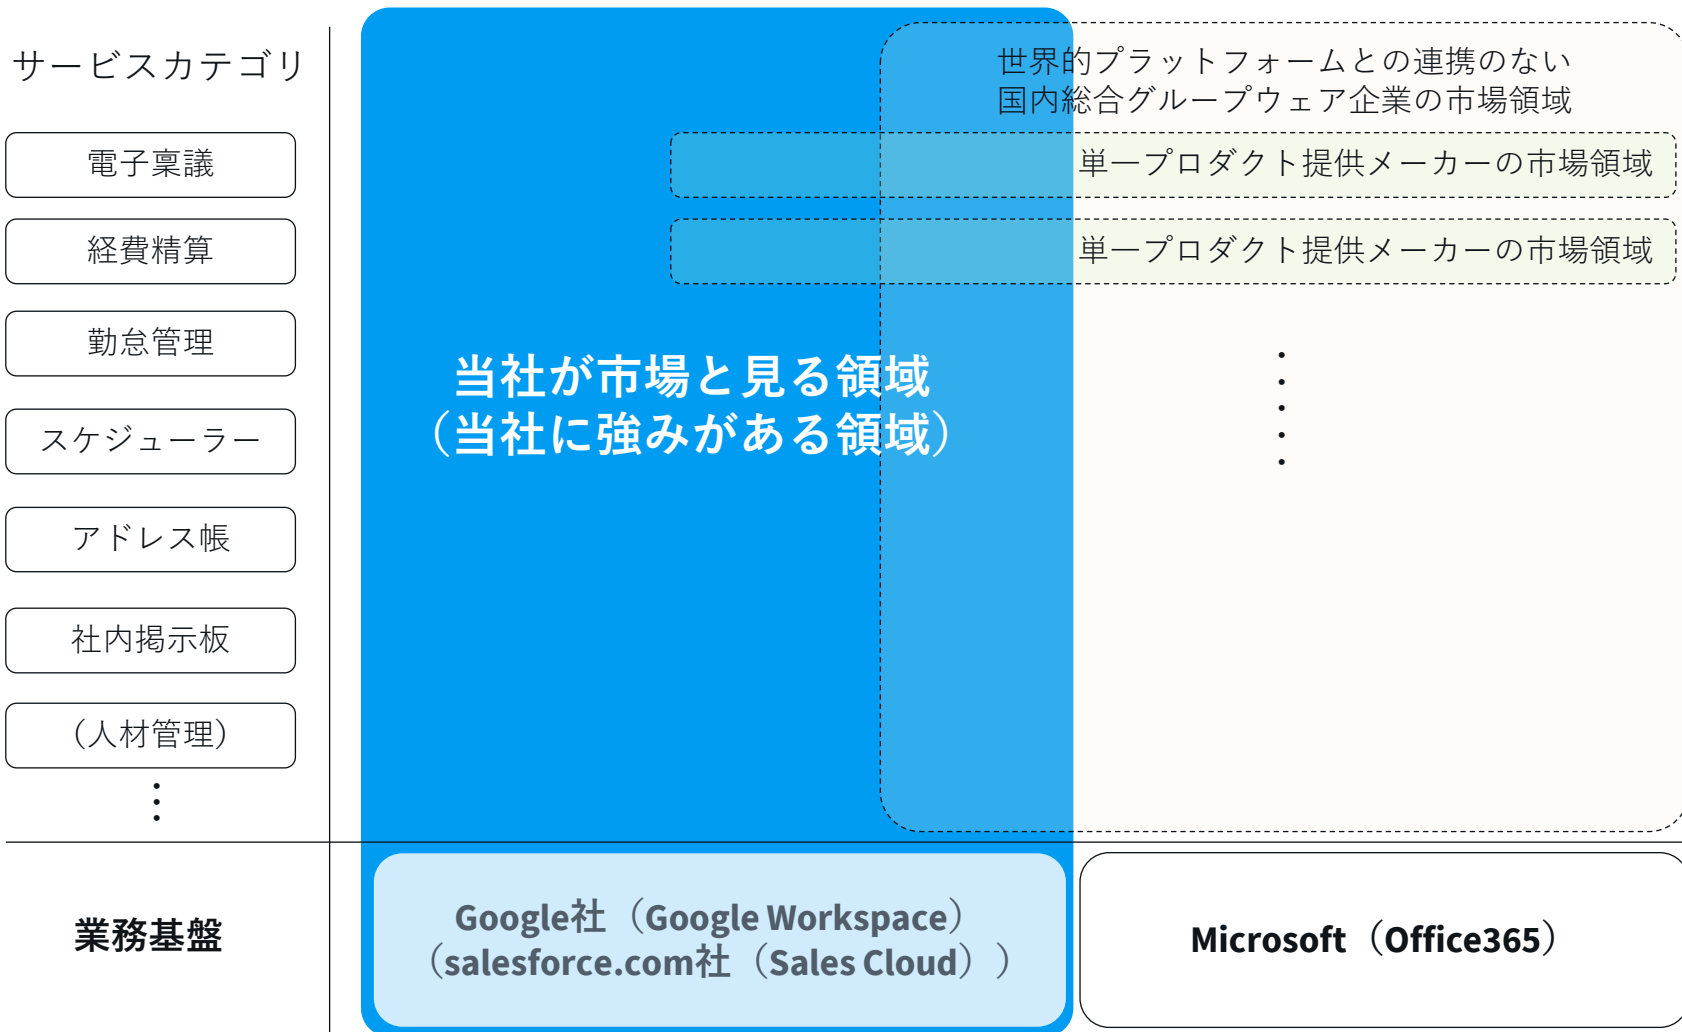 サービスカテゴリ
世界的プラットフォームとの連携のない
国内総合グループウェア企業の市場領域
電子稟議
単一プロダクト提供メーカーの市場領域
経費精算
単一プロダクト提供メーカーの市場領域
勤怠管理
当社が市場と見る領域
（当社に強みがある領域）
スケジューラー
アドレス帳
社内掲示板
（人材管理）
業務基盤
Google社（Google Workspace）
（salesforce.com社（Sales Cloud））
Microsoft（Office365）